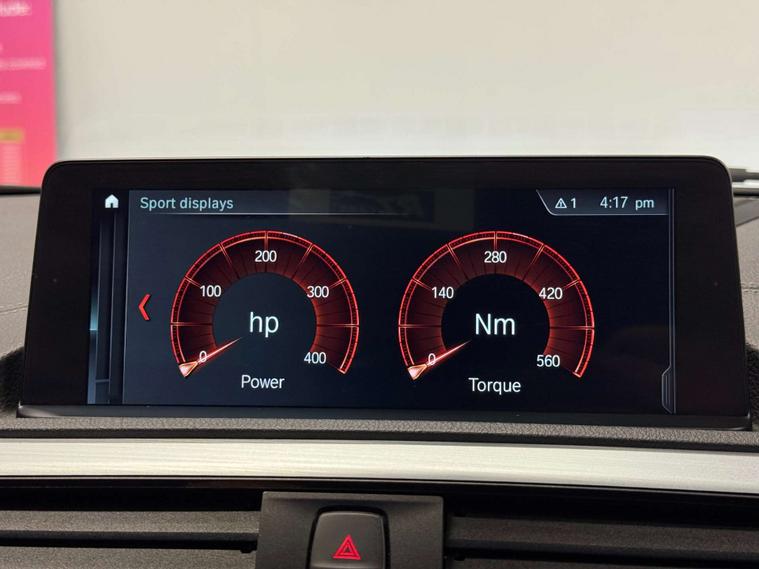 Sport displays
1
4:17 pm
200
100
300
hp
0
400
Power
280
140
420
Nm
0
560
Torque